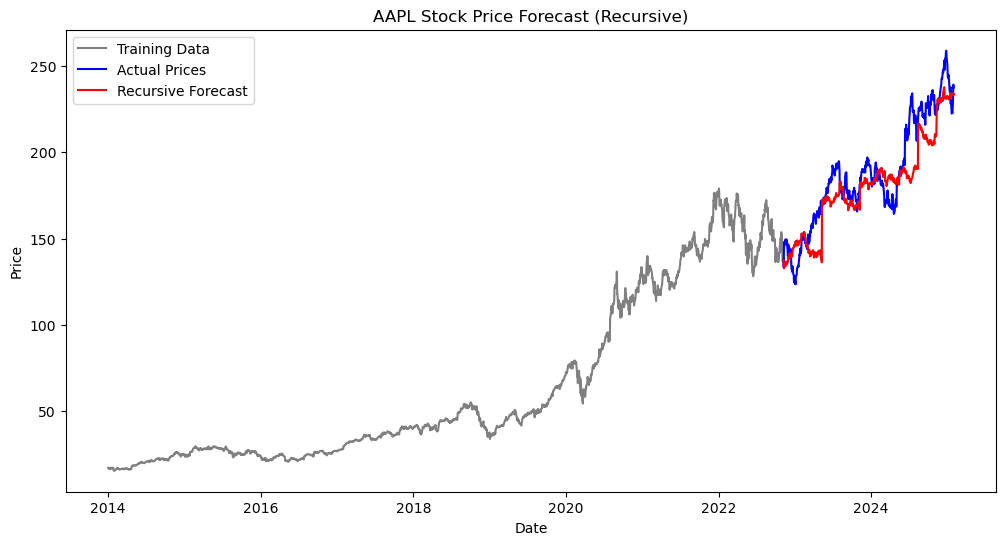 AAPL Stock Price Forecast (Recursive)
Training Data
Actual Prices
Recursive Forecast
250
200
150
100
50
Price
2014 2016 2018 2020 2022 2024
Date